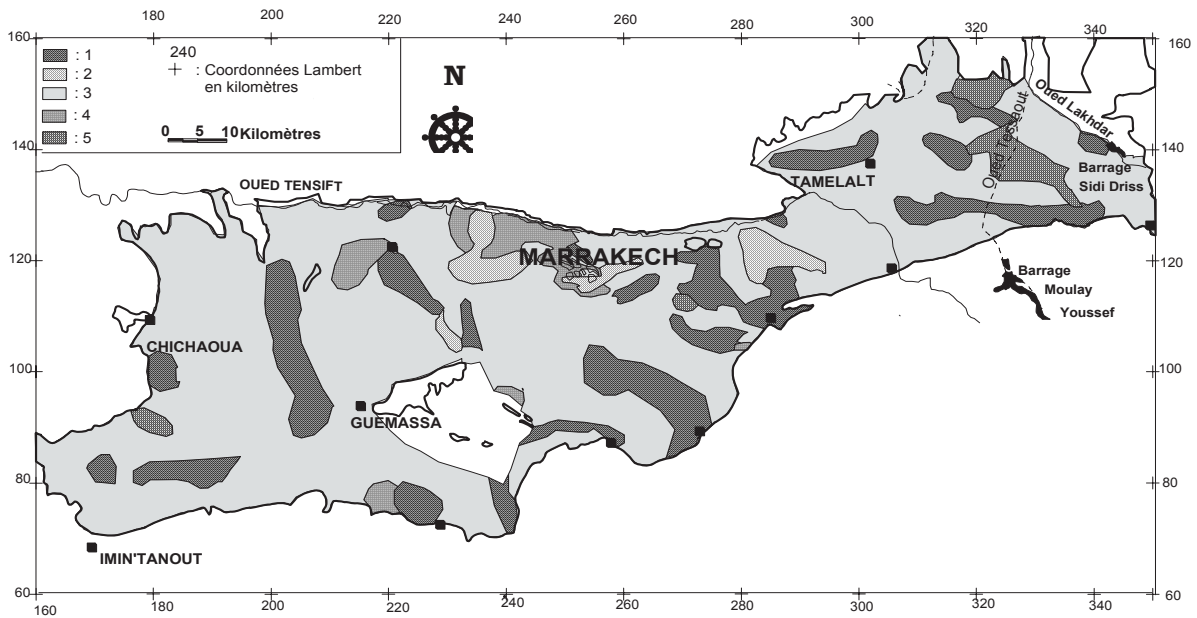 180 200 220 240 260 280 300 320 340
160 160
: 1
: 2
: 3
: 4
: 5
240
+ : Coordonnées Lambert
en kilomètres
0 5 10 Kilomètres
N
Oued Lakhdar
Oued Tessaout
140 140
Barrage
Sidi Driss
TAMELALT
OUED TENSIFT
120 120
MARRAKECH
Barrage
Moulay
Youssef
CHICHAOUA
100 100
GUEMASSA
80 80
IMIN'TANOUT
60 60
160 180 200 220 240 260 280 300 320 340